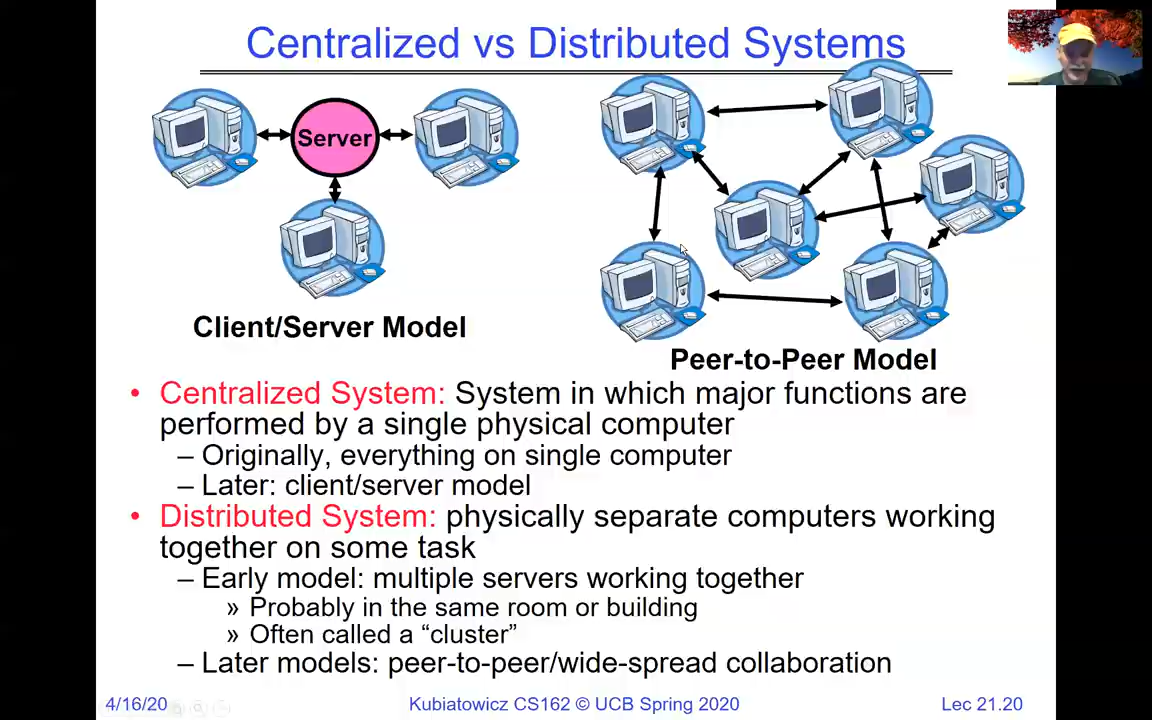 Centralized vs Distributed Systems
Server
Client/Server Model
Peer-to-Peer Model
• Centralized System: System in which major functions are
performed by a single physical computer
– Originally, everything on single computer
– Later: client/server model
• Distributed System: physically separate computers working
together on some task
– Early model: multiple servers working together
» Probably in the same room or building
» Often called a “cluster”
– Later models: peer-to-peer/wide-spread collaboration
4/16/20
Kubiatowicz CS162 © UCB Spring 2020
Lec 21.20